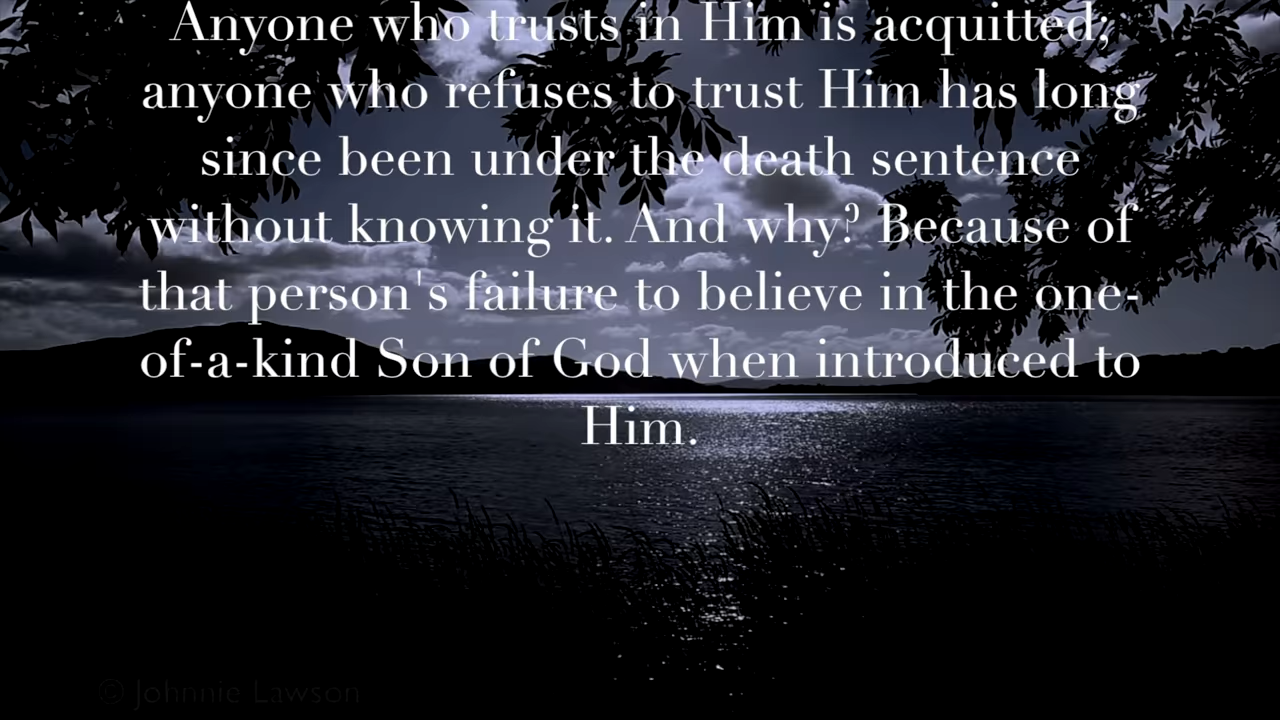 Anyone who trusts in Him is acquitted;
anyone who refuses to trust Him has long
since been under the death sentence
without knowing it. And why? Because of
that person's failure to believe in the one-
of-a-kind Son of God when introduced to
Him.
© Johnnie Lawson